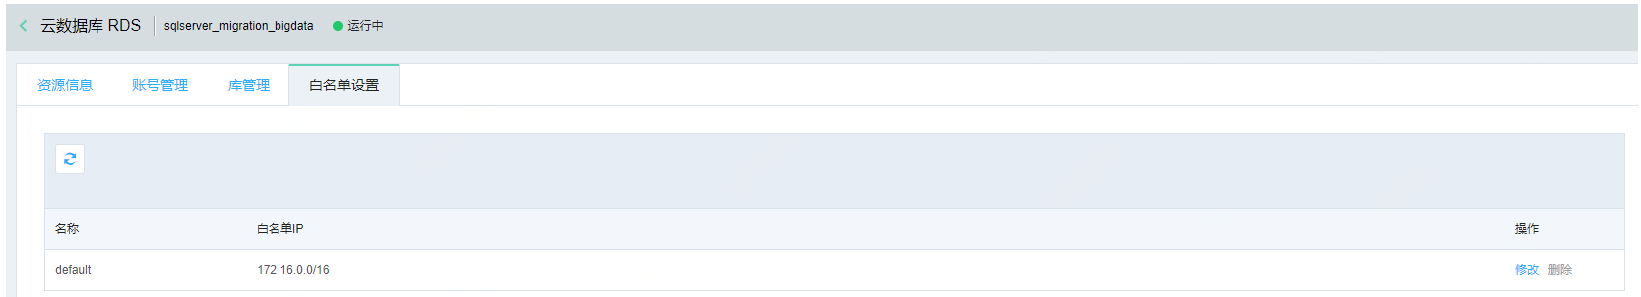 云数据库 RDS sqlserver_migration_bigdata 运行中
资源信息 账号管理 库管理 白名单设置
名称 白名单IP 操作
default 172 16.0.0/16 修改 删除